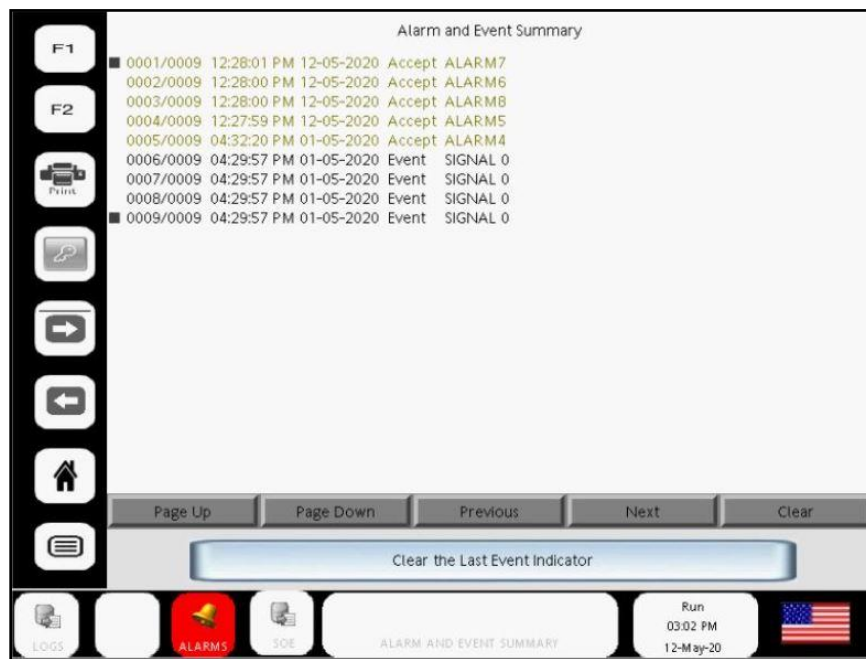 Alarm and Event Summary
F1
F2
Print
0001/0009 12:28:01 PM 12-05-2020 Accept ALARM7
0002/0009 12:28:00 PM 12-05-2020 Accept ALARM6
0003/0009 12:28:00 PM 12-05-2020 Accept ALARM8
0004/0009 12:27:59 PM 12-05-2020 Accept ALARM5
0005/0009 04:32:20 PM 01-05-2020 Accept ALARM4
0006/0009 04:29:57 PM 01-05-2020 Event SIGNAL 0
0007/0009 04:29:57 PM 01-05-2020 Event SIGNAL 0
0008/0009 04:29:57 PM 01-05-2020 Event SIGNAL 0
0009/0009 04:29:57 PM 01-05-2020 Event SIGNAL 0
Page Up Page Down Previous Next Clear
Clear the Last Event Indicator
LOGS ALARMS SOE ALARM AND EVENT SUMMARY
Run
03:02 PM
12-May-20